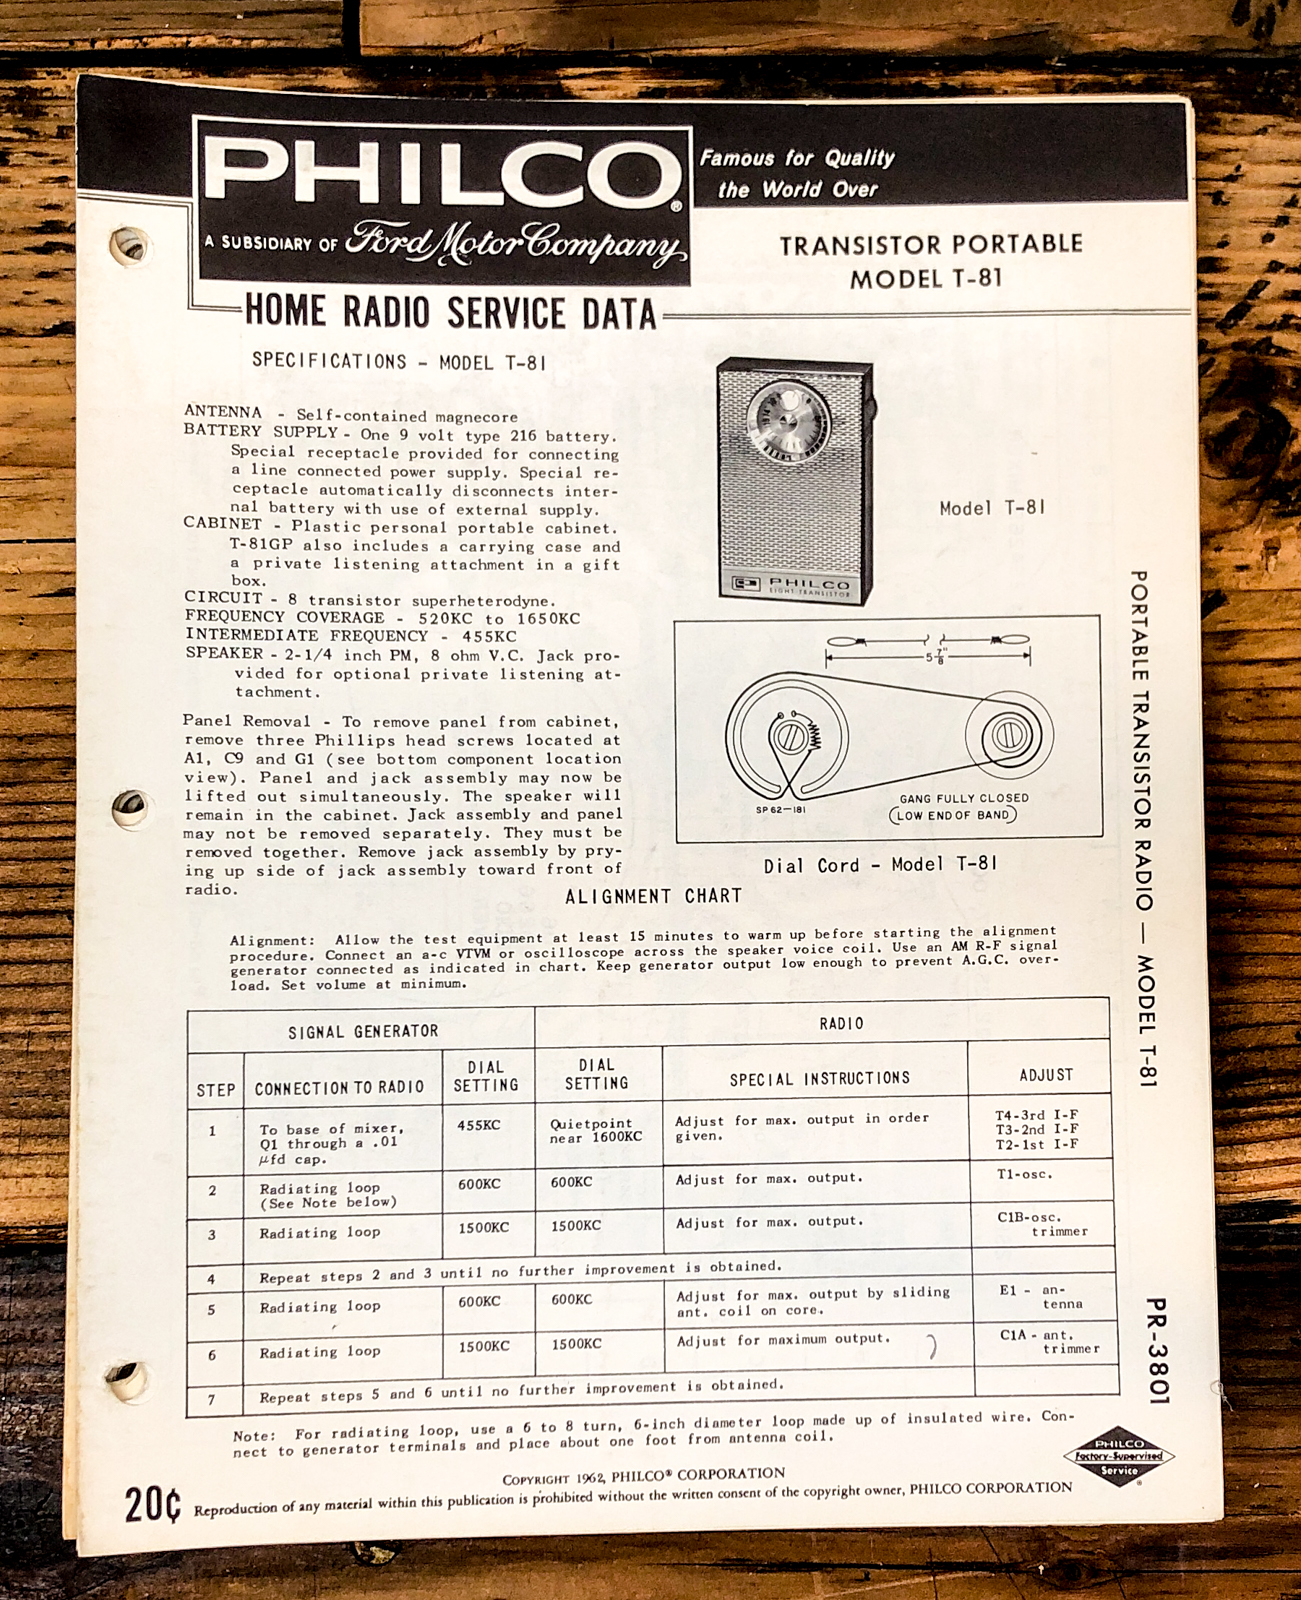 PHILCO®
A SUBSIDIARY OF Ford Motor Company,
Famous for Quality
the World Over
TRANSISTOR PORTABLE
MODEL T-81
HOME RADIO SERVICE DATA
SPECIFICATIONS - MODEL T-81
ANTENNA - Self-contained magnecore
BATTERY SUPPLY - One 9 volt type 216 battery.
Special receptacle provided for connecting
a line connected power supply. Special re-
ceptacle automatically disconnects inter-
nal battery with use of external supply.
CABINET - Plastic personal portable cabinet.
T-81GP also includes a carrying case and
a private listening attachment in a gift
box.
CIRCUIT - 8 transistor superheterodyne.
FREQUENCY COVERAGE - 520KC to 1650KC
INTERMEDIATE FREQUENCY - 455KC
SPEAKER - 2-1/4 inch PM, 8 ohm V.C. Jack pro-
vided for optional private listening at-
tachment.
Panel Removal - To remove panel from cabinet,
remove three Phillips head screws located at
A1, C9 and G1 (see bottom component location
view). Panel and jack assembly may now be
lifted out simultaneously. The speaker will
remain in the cabinet. Jack assembly and panel
may not be removed separately. They must be
removed together. Remove jack assembly by pry-
ing up side of jack assembly toward front of
radio.
PHILCO
EIGHT-TRANSISTOR
Model T-81
5 7/8"
SP62-181
GANG FULLY CLOSED
(LOW END OF BAND)
Dial Cord - Model T-81
ALIGNMENT CHART
Alignment: Allow the test equipment at least 15 minutes to warm up before starting the alignment
procedure. Connect an a-c VTVM or oscilloscope across the speaker voice coil. Use an AM R-F signal
generator connected as indicated in chart. Keep generator output low enough to prevent A.G.C. over-
load. Set volume at minimum.
SIGNAL GENERATOR
RADIO
STEP
CONNECTION TO RADIO
DIAL
SETTING
DIAL
SETTING
SPECIAL INSTRUCTIONS
ADJUST
1
To base of mixer,
Q1 through a .01
μfd cap.
455KC
Quietpoint
near 1600KC
Adjust for max. output in order
given.
T4-3rd I-F
T3-2nd I-F
T2-1st I-F
2
Radiating loop
(See Note below)
600KC
600KC
Adjust for max. output.
T1-osc.
3
Radiating loop
1500KC
1500KC
Adjust for max. output.
C1B-osc.
trimmer
4
Repeat steps 2 and 3 until no further improvement is obtained.
5
Radiating loop
600KC
600KC
Adjust for max. output by sliding
ant. coil on core.
E1 - an-
tenna
6
Radiating loop
1500KC
1500KC
Adjust for maximum output.
C1A - ant.
trimmer
7
Repeat steps 5 and 6 until no further improvement is obtained.
Note: For radiating loop, use a 6 to 8 turn, 6-inch diameter loop made up of insulated wire. Con-
nect to generator terminals and place about one foot from antenna coil.
COPYRIGHT 1962, PHILCO® CORPORATION
20¢ Reproduction of any material within this publication is prohibited without the written consent of the copyright owner, PHILCO CORPORATION
PHILCO
Factory-Supervised
Service
®
PORTABLE TRANSISTOR RADIO — MODEL T-81
PR-3801